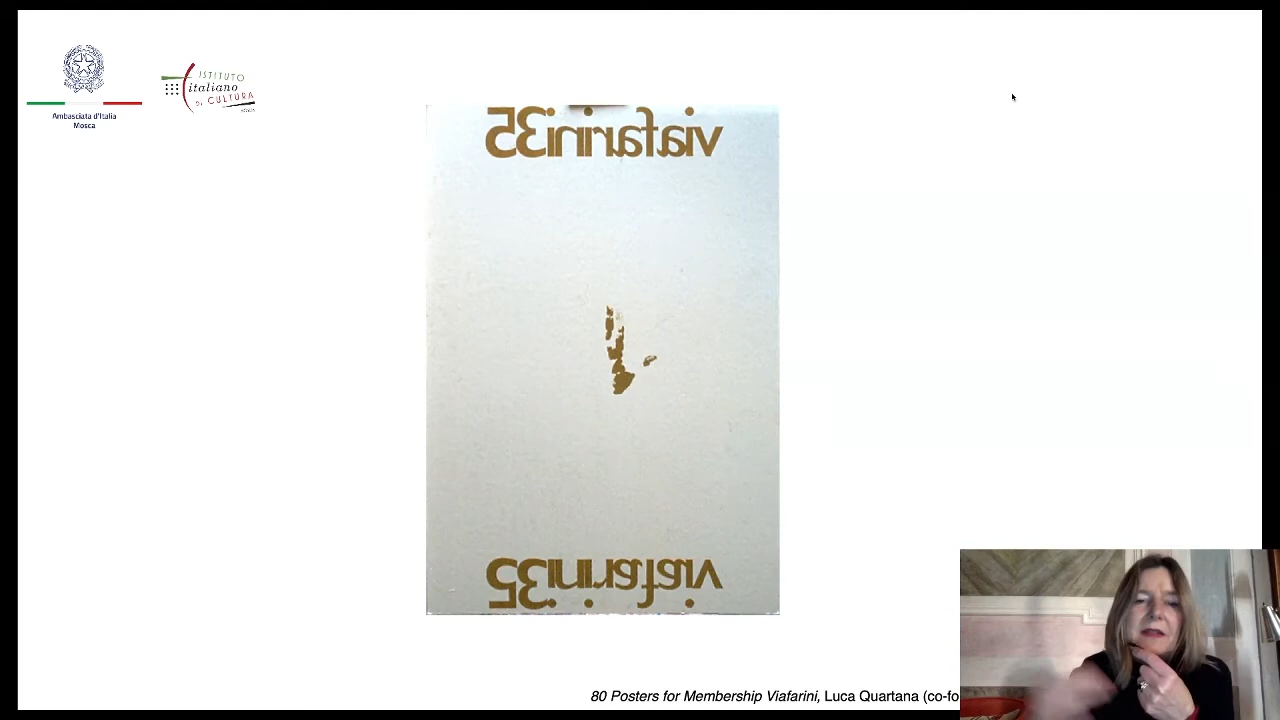 Ambasciata d'Italia
Mosca
ISTITUTO
italiano
DI CULTURA
viafarini35
viafarini35
80 Posters for Membership Viafarini, Luca Quartana (co-fo